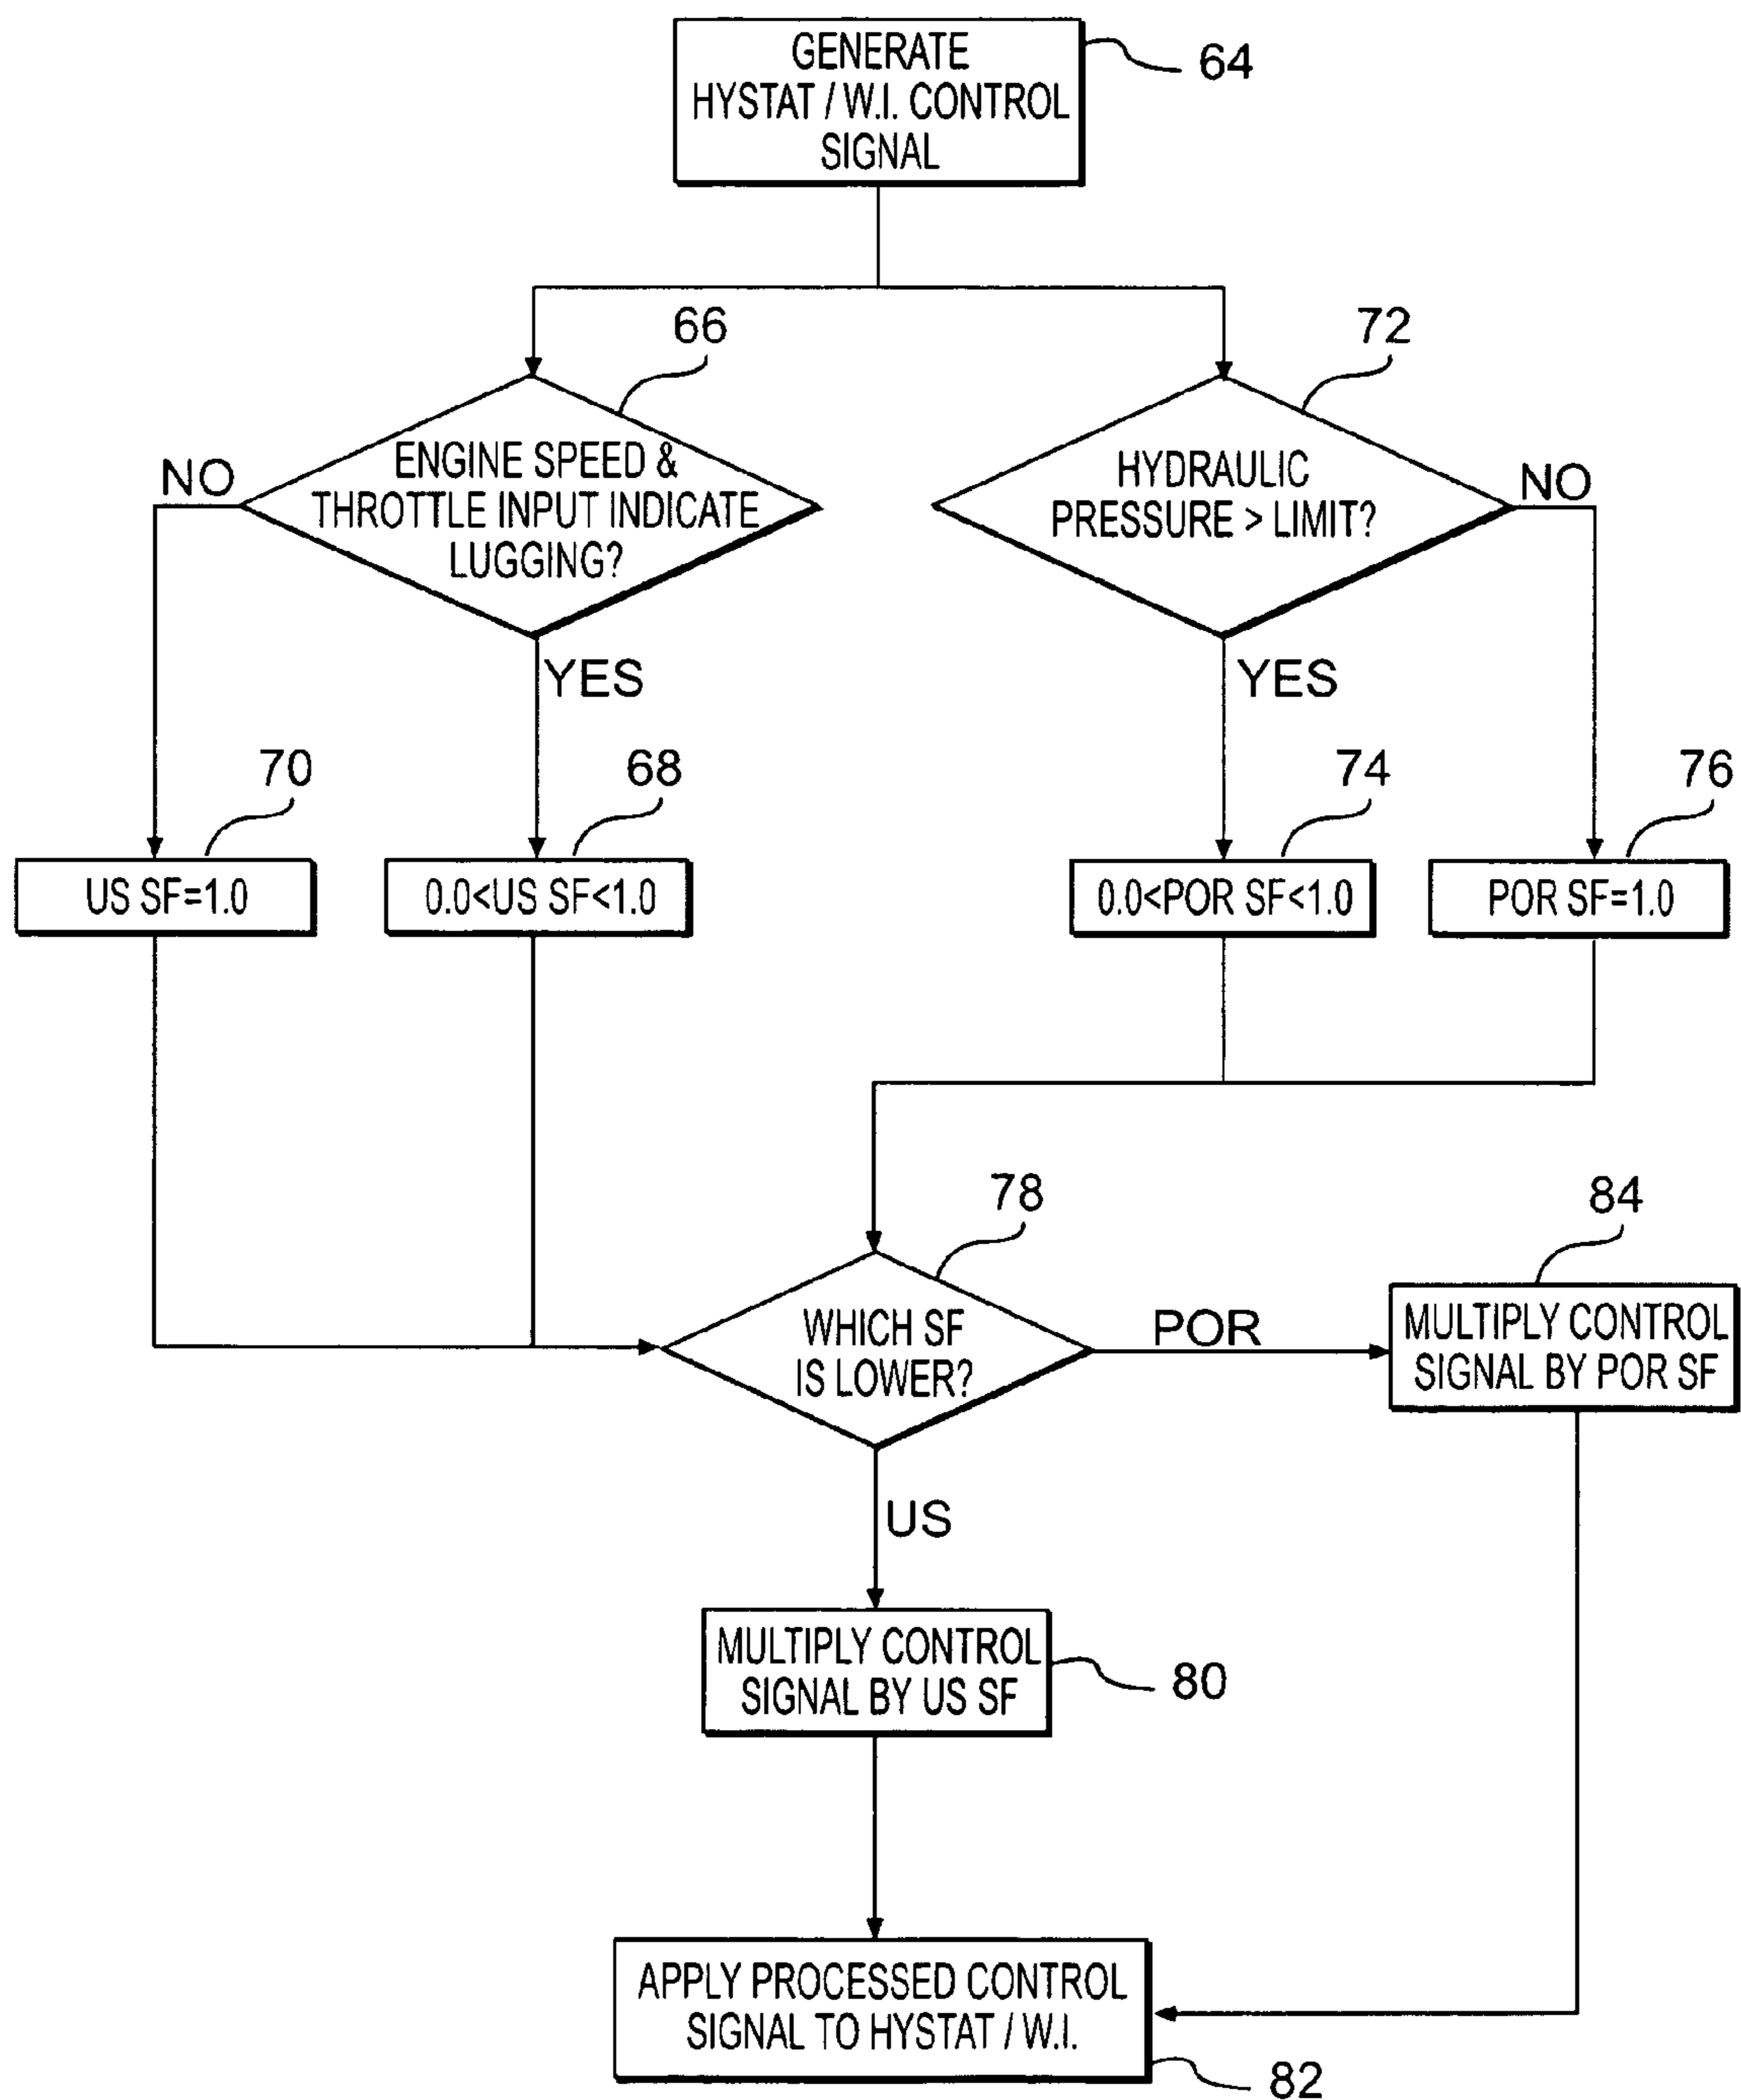 GENERATE
HYSTAT / W.I. CONTROL
SIGNAL
64
66
72
ENGINE SPEED &
THROTTLE INPUT INDICATE
LUGGING?
NO
YES
HYDRAULIC
PRESSURE > LIMIT?
NO
YES
70
68
74
76
US SF=1.0
0.0<US SF<1.0
0.0<POR SF<1.0
POR SF=1.0
78
84
WHICH SF
IS LOWER?
POR
MULTIPLY CONTROL
SIGNAL BY POR SF
US
MULTIPLY CONTROL
SIGNAL BY US SF
80
APPLY PROCESSED CONTROL
SIGNAL TO HYSTAT / W.I.
82